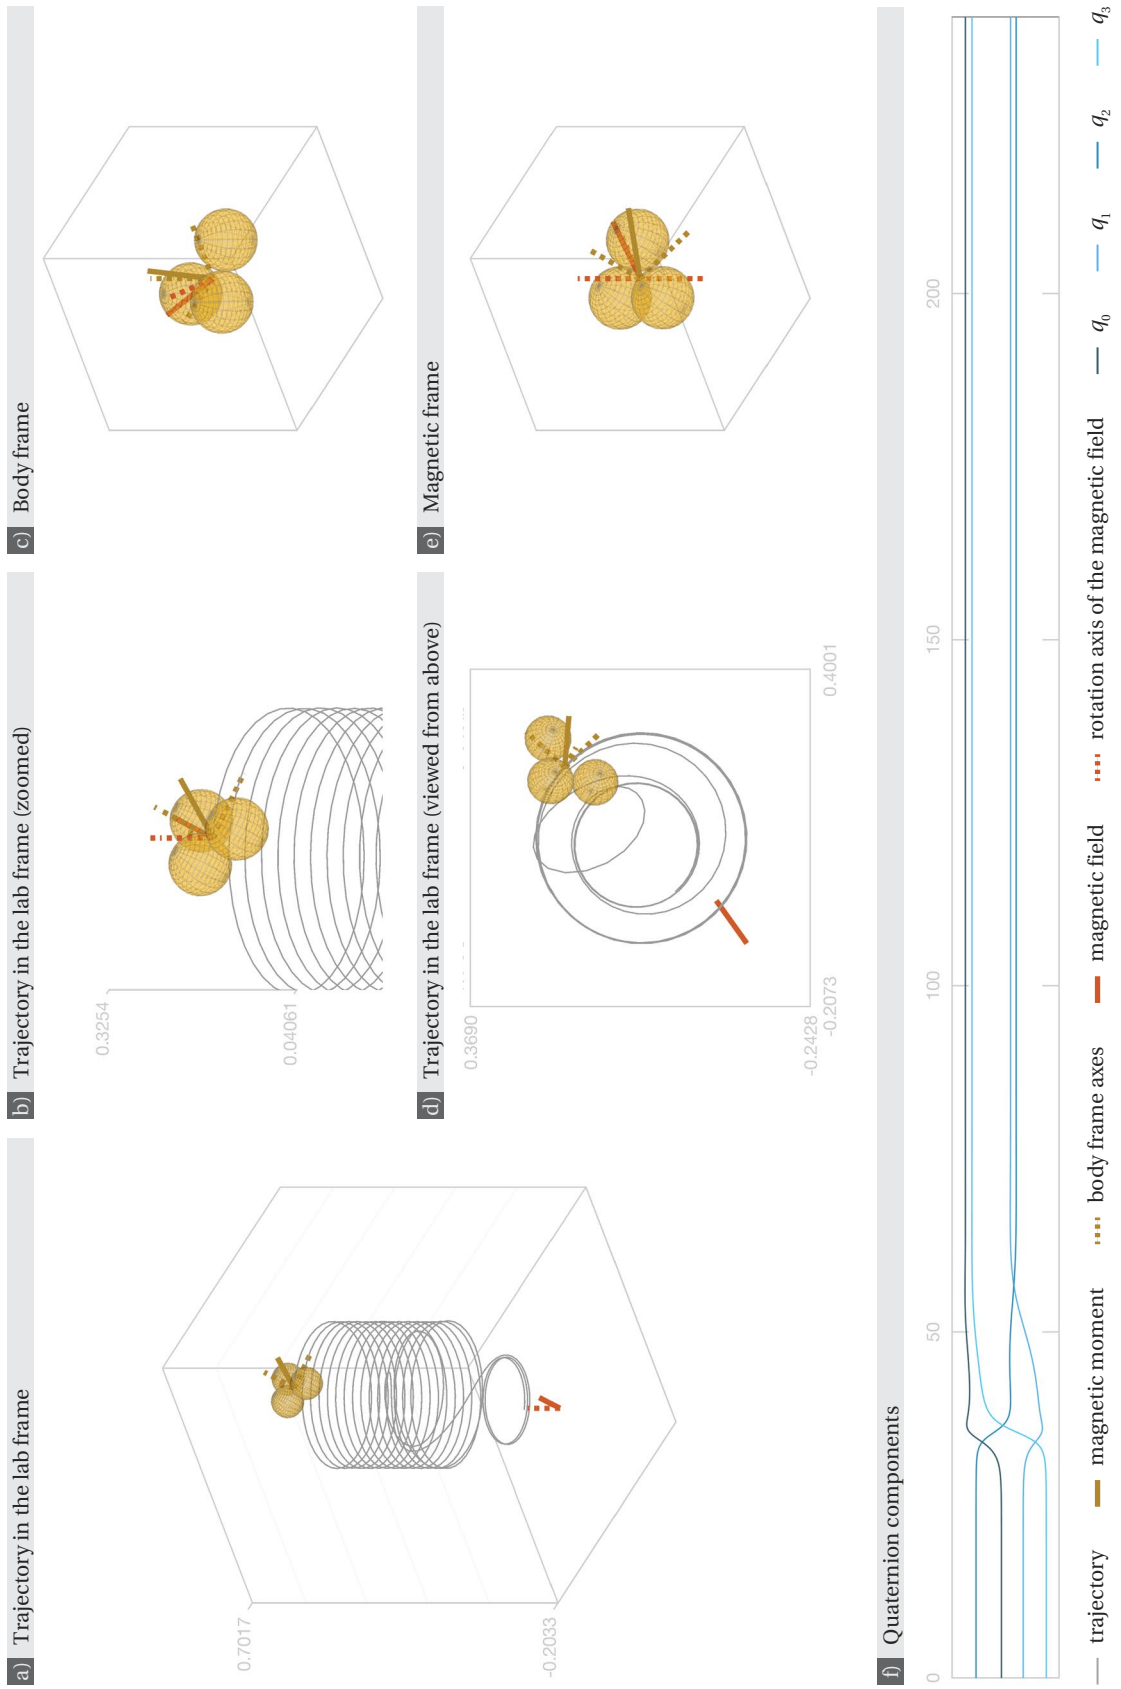 a) Trajectory in the lab frame
0.7017
-0.2033
b) Trajectory in the lab frame (zoomed)
0.3254
0.04061
c) Body frame
d) Trajectory in the lab frame (viewed from above)
0.3690
-0.2428
-0.2073
0.4001
e) Magnetic frame
f) Quaternion components
0 50 100 150 200
trajectory magnetic moment body frame axes magnetic field rotation axis of the magnetic field q₀ q₁ q₂ q₃